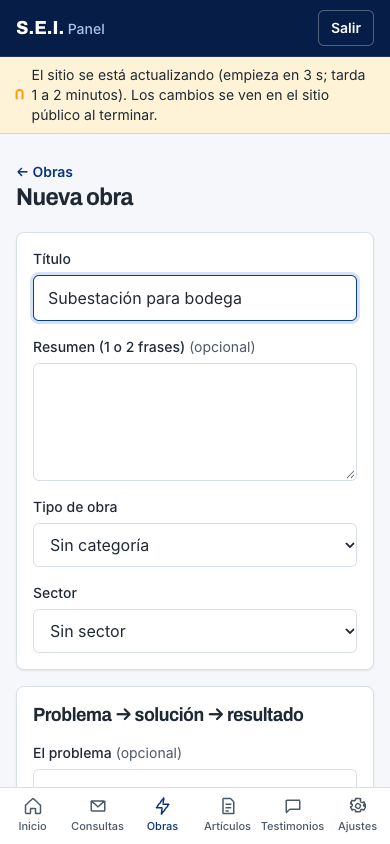 S.E.I. Panel
Salir
El sitio se está actualizando (empieza en 3 s; tarda
1 a 2 minutos). Los cambios se ven en el sitio
público al terminar.
← Obras
Nueva obra
Título
Subestación para bodega
Resumen (1 o 2 frases) (opcional)
Tipo de obra
Sin categoría
Sector
Sin sector
Problema → solución → resultado
El problema (opcional)
Inicio
Consultas
Obras
Artículos
Testimonios
Ajustes